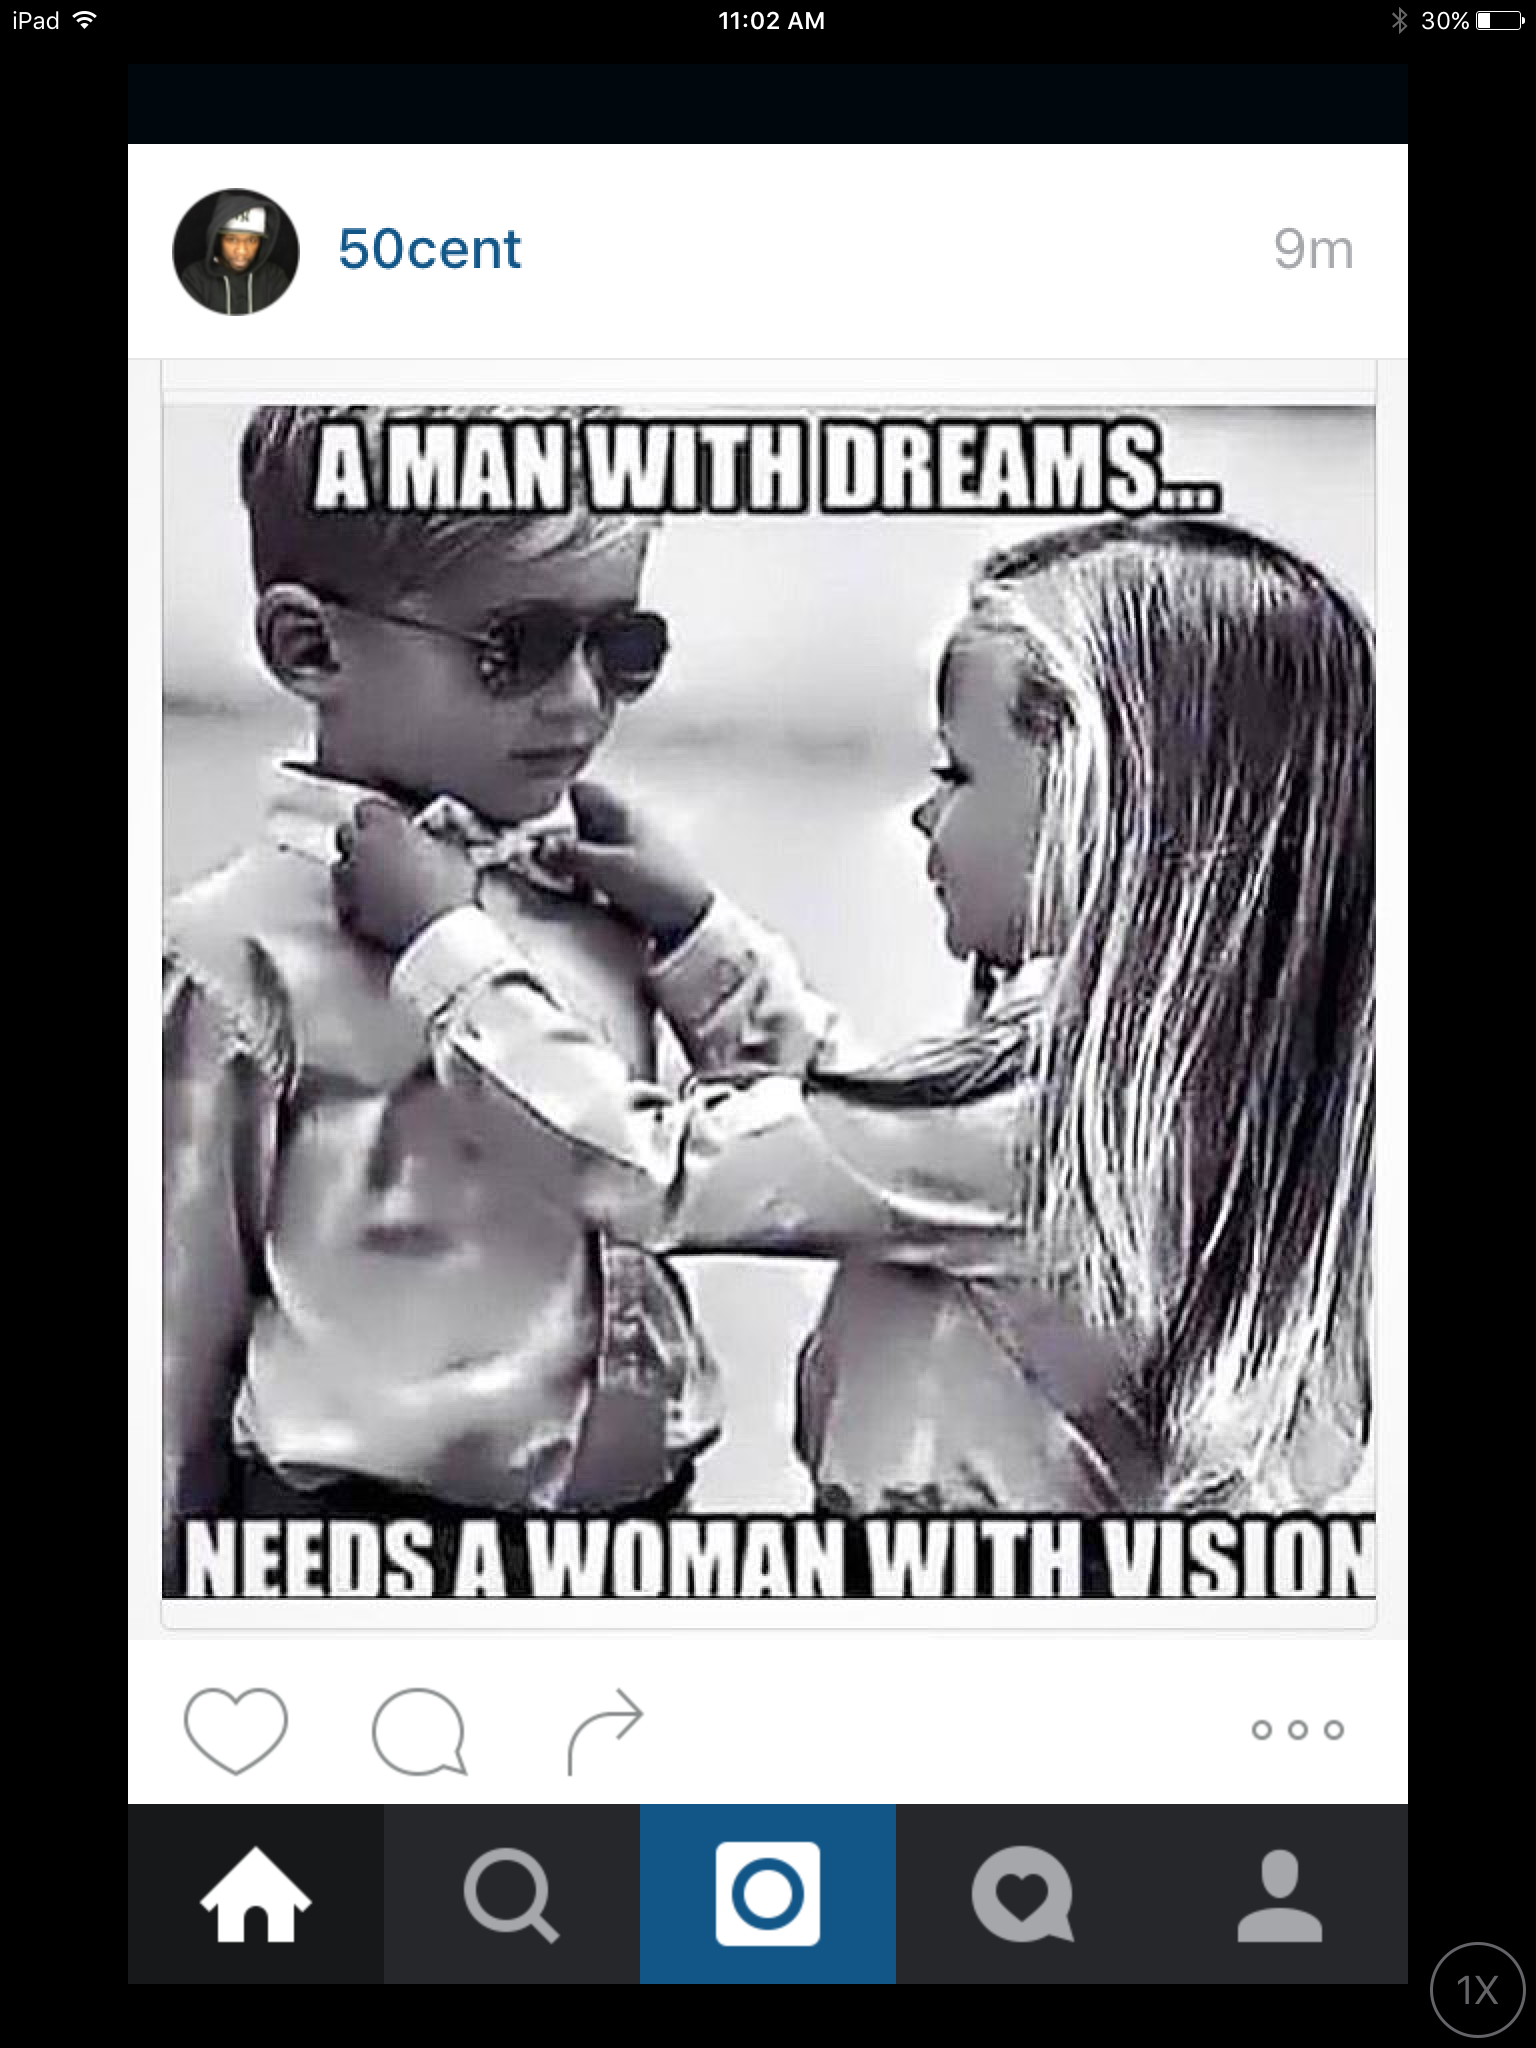 iPad 11:02 AM 30%
50cent 9m
A MAN WITH DREAMS...
NEEDS A WOMAN WITH VISION
1X